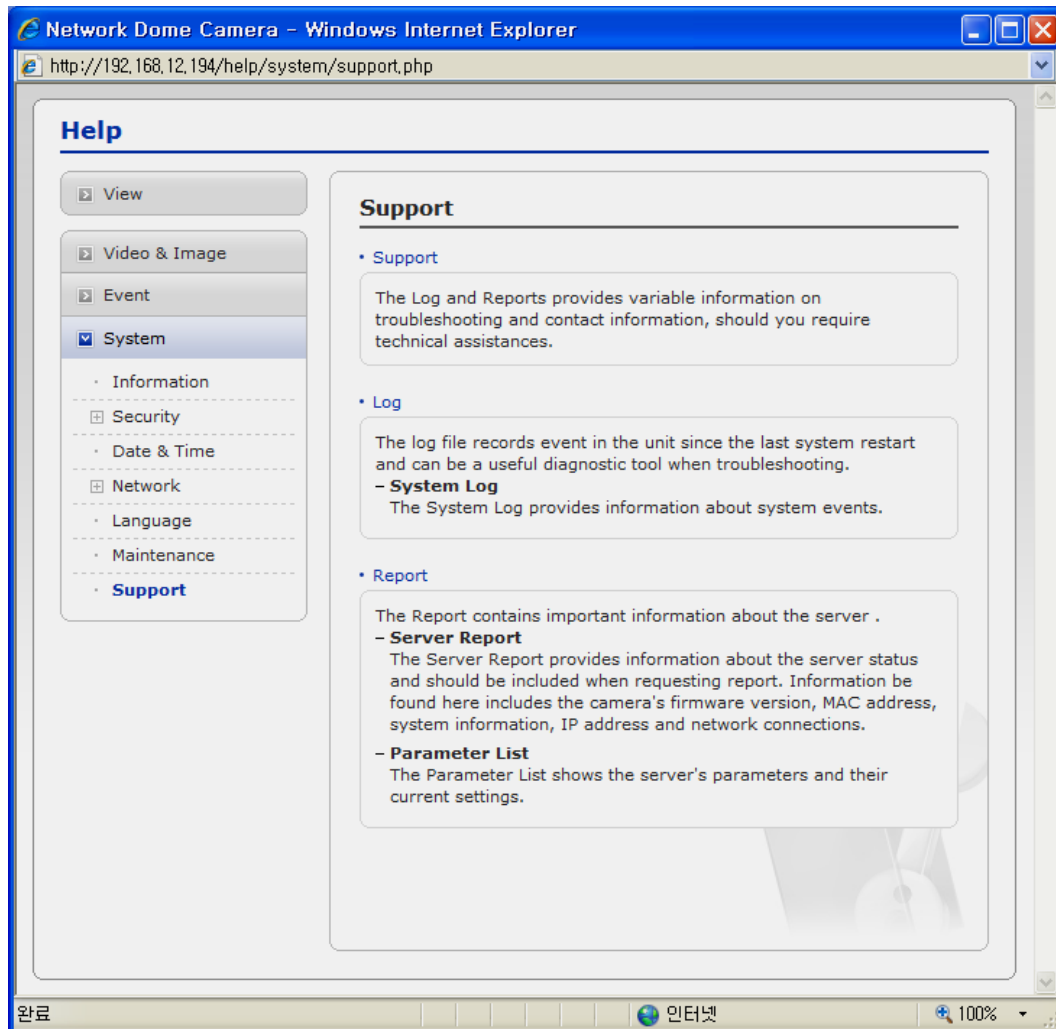 Network Dome Camera - Windows Internet Explorer
http://192,168,12,194/help/system/support,php
Help
View
Video & Image
Event
System
· Information
Security
· Date & Time
Network
· Language
· Maintenance
· Support
Support
• Support
The Log and Reports provides variable information on
troubleshooting and contact information, should you require
technical assistances.
• Log
The log file records event in the unit since the last system restart
and can be a useful diagnostic tool when troubleshooting.
– System Log
The System Log provides information about system events.
• Report
The Report contains important information about the server .
– Server Report
The Server Report provides information about the server status
and should be included when requesting report. Information be
found here includes the camera's firmware version, MAC address,
system information, IP address and network connections.
– Parameter List
The Parameter List shows the server's parameters and their
current settings.
완료
인터넷
100%